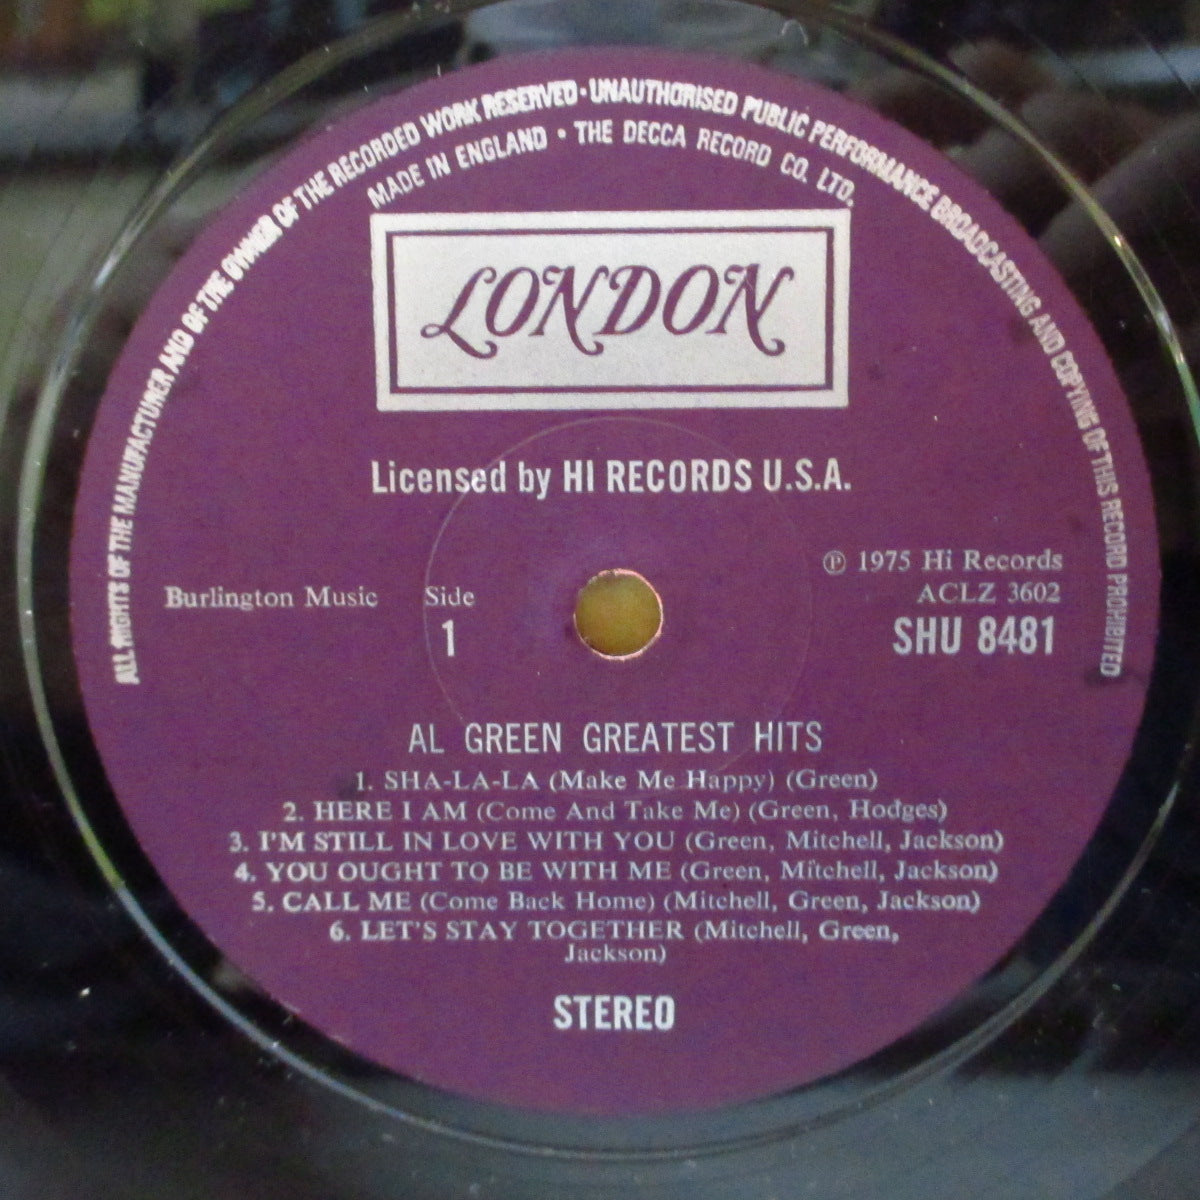 ALL RIGHTS OF THE MANUFACTURER AND OF THE OWNER OF THE RECORDED WORK RESERVED · UNAUTHORISED PUBLIC PERFORMANCE BROADCASTING AND COPYING OF THIS RECORD PROHIBITED
MADE IN ENGLAND • THE DECCA RECORD CO. LTD.
LONDON
Licensed by HI RECORDS U.S.A.
Ⓟ 1975 Hi Records
Burlington Music Side ACLZ 3602
1 SHU 8481
AL GREEN GREATEST HITS
1. SHA-LA-LA (Make Me Happy) (Green)
2. HERE I AM (Come And Take Me) (Green, Hodges)
3. I'M STILL IN LOVE WITH YOU (Green, Mitchell, Jackson)
4. YOU OUGHT TO BE WITH ME (Green, Mitchell, Jackson)
5. CALL ME (Come Back Home) (Mitchell, Green, Jackson)
6. LET'S STAY TOGETHER (Mitchell, Green,
Jackson)
STEREO